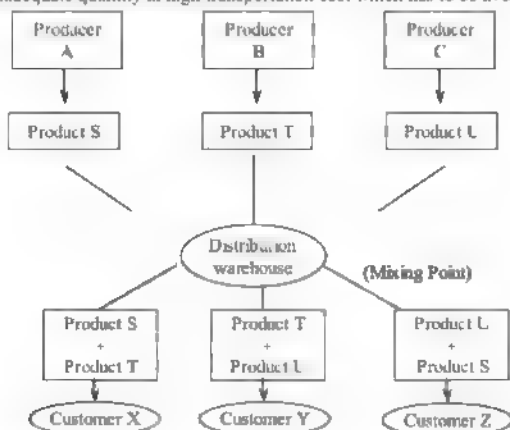 Producer Producer Producer
A B C
Product S Product T Product U
Distribution
warehouse
(Mixing Point)
Product S Product T Product U
+ + +
Product T Product U Product S
Customer X Customer Y Customer Z